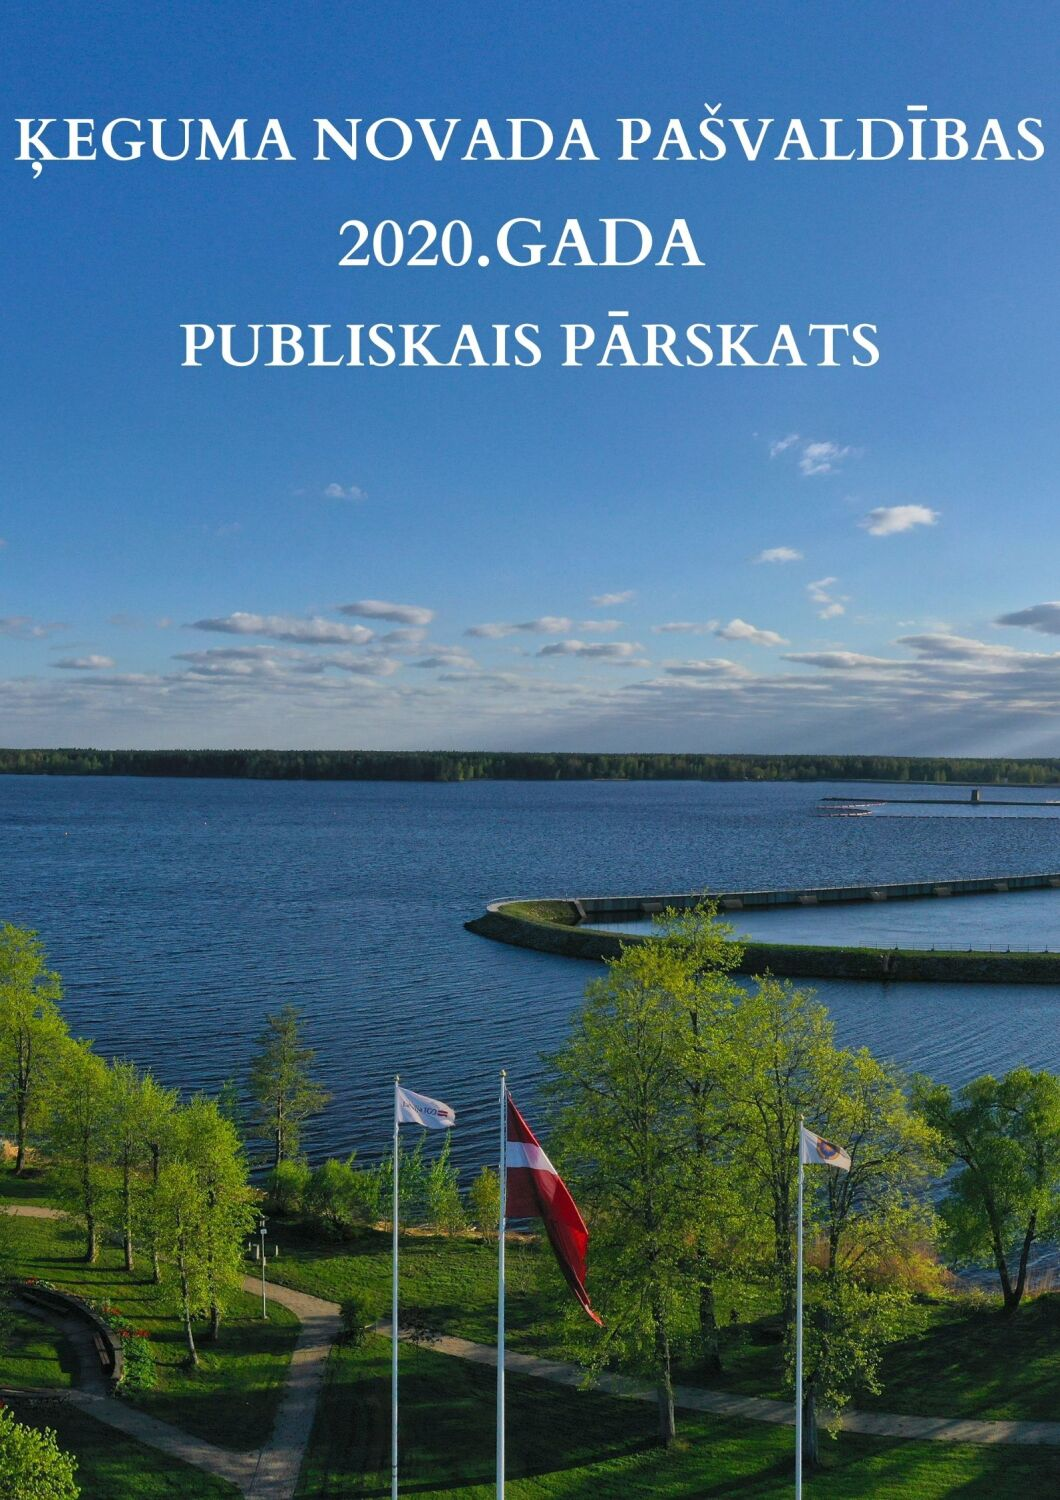 ĶEGUMA NOVADA PAŠVALDĪBAS
2020.GADA
PUBLISKAIS PĀRSKATS